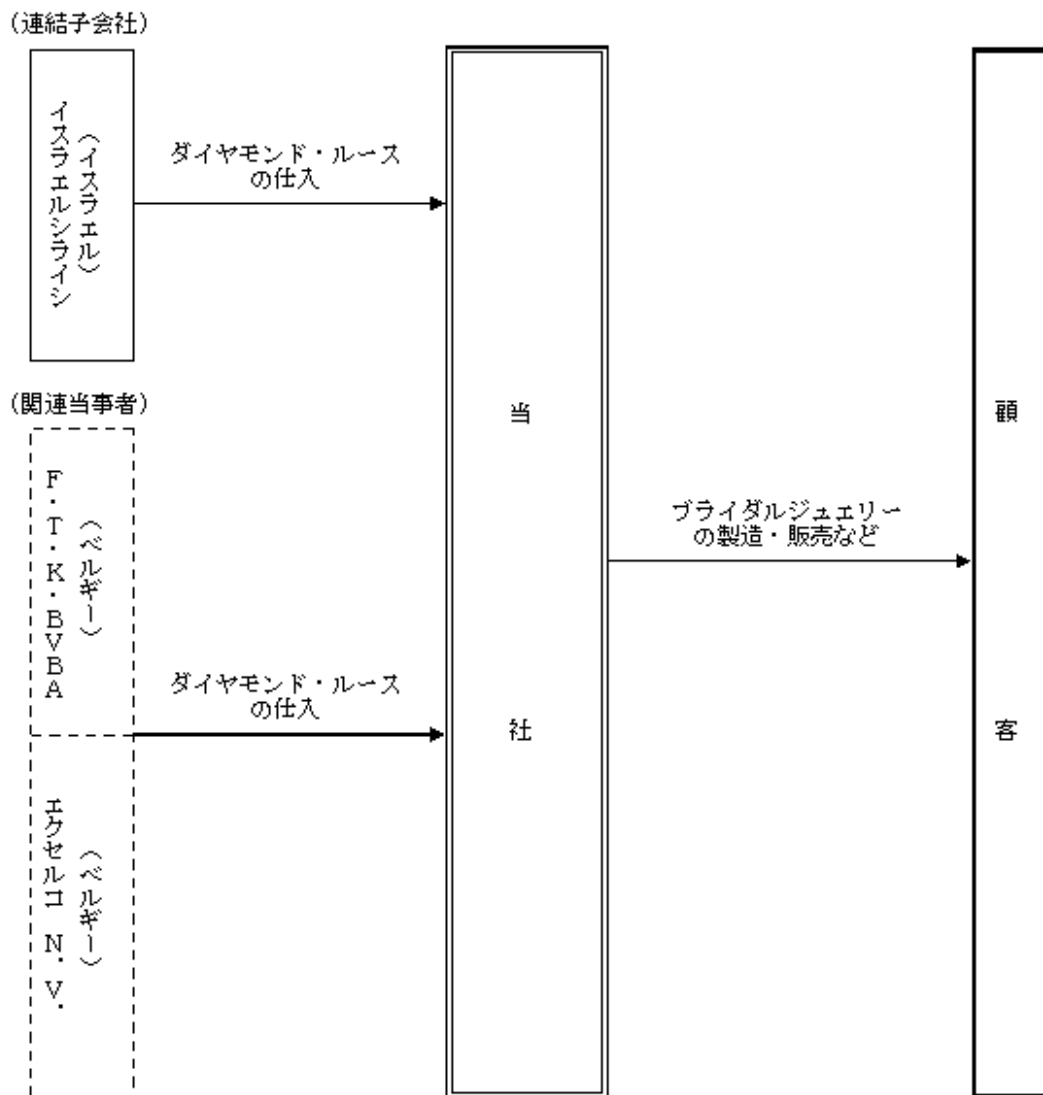 （連結子会社）
イスラエルシライシ
（イスラエル）
ダイヤモンド・ルース
の仕入
（関連当事者）
F・T・K・BVBA
（ベルギー）
ダイヤモンド・ルース
の仕入
エクセルコ N．V．
（ベルギー）
当社
ブライダルジュエリー
の製造・販売など
顧客